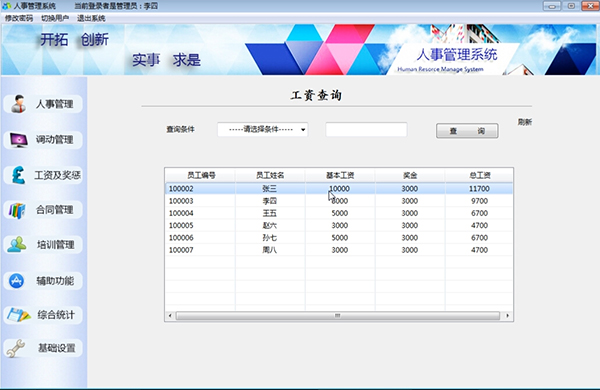 人事管理系统 当前登录者是管理员：李四
修改密码 切换用户 退出系统
开拓 创新
实事 求是
人事管理系统
Human Resorce Manage System
人事管理
调动管理
工资及奖惩
合同管理
培训管理
辅助功能
综合统计
基础设置
工资查询
查询条件 -----请选择条件----- 查 询 刷新
员工编号 员工姓名 基本工资 奖金 总工资
100002 张三 10000 3000 11700
100003 李四 8000 3000 9700
100004 王五 5000 3000 6700
100005 赵六 3000 3000 4700
100006 孙七 5000 3000 6700
100007 周八 3000 3000 4700